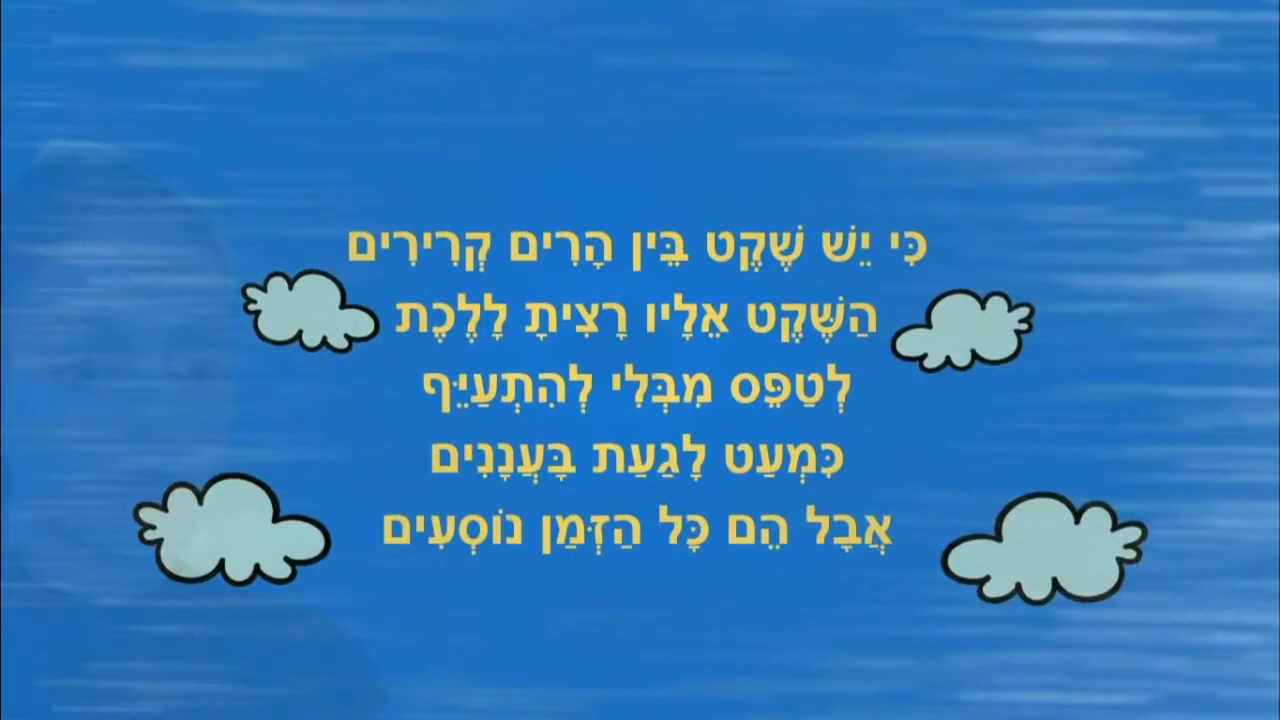 כִּי יֵשׁ שֶׁקֶט בֵּין הָרִים קְרִירִים
הַשֶּׁקֶט אֵלָיו רָצִיתָ לָלֶכֶת
לְטַפֵּס מִבְּלִי לְהִתְעַיֵּף
כִּמְעַט לָגַעַת בָּעֲנָנִים
אֲבָל הֵם כָּל הַזְּמַן נוֹסְעִים